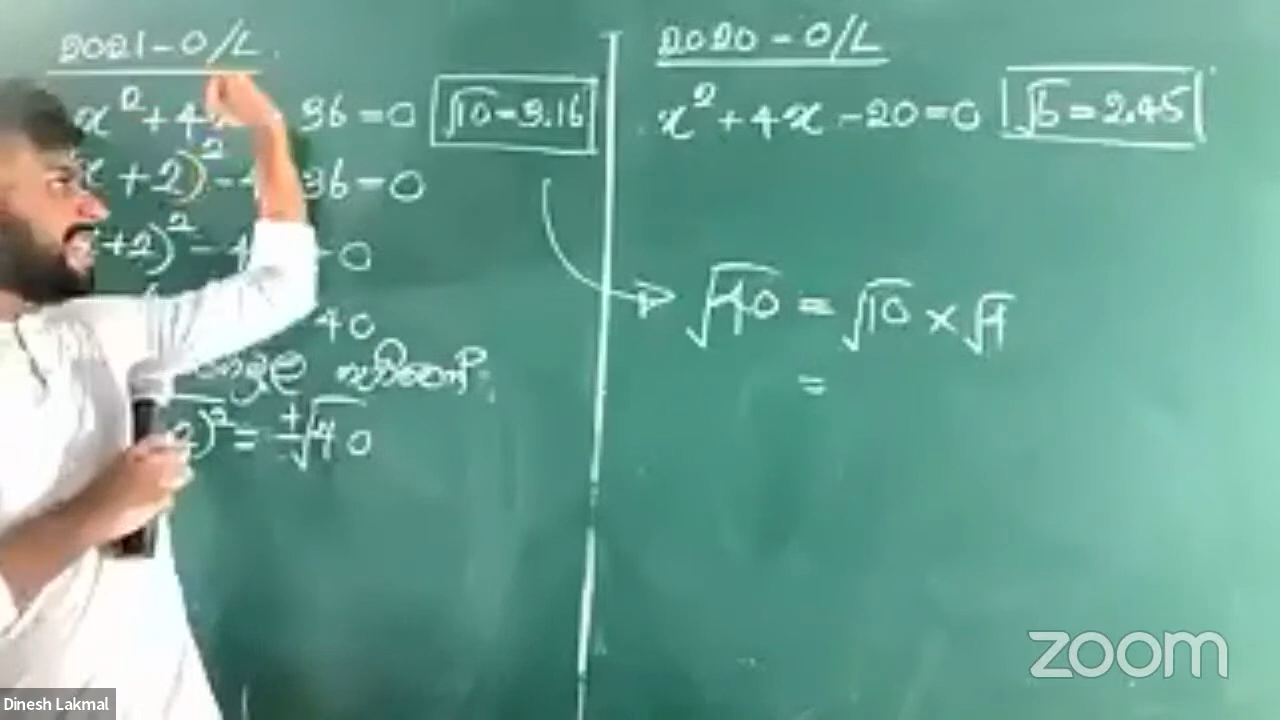 2021-O/L.
x²+4x 36=0 √10=3.16
x+2)²-4 36=0
+2)²-4 =0
40
2)²= ±√40
2020-O/L
x²+4x-20=0 √6=2.45
√40 = √10 × √4
=
zoom
Dinesh Lakmal